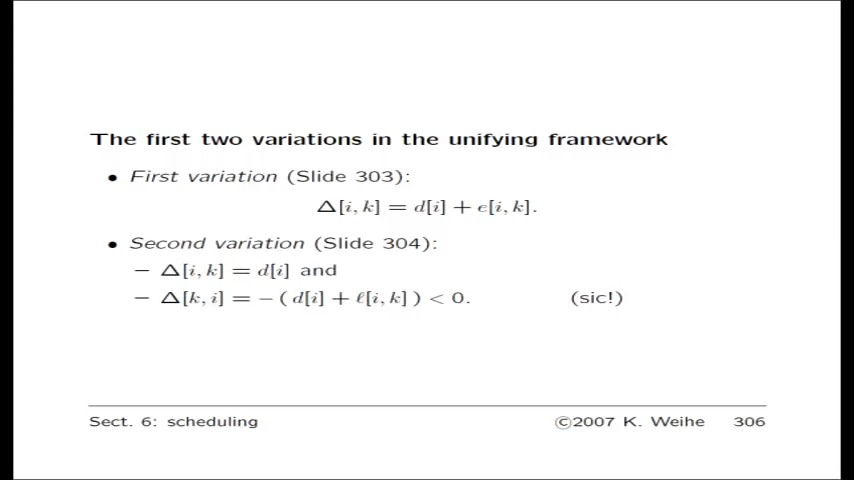 The first two variations in the unifying framework
• First variation (Slide 303):
Δ[i, k] = d[i] + e[i, k].
• Second variation (Slide 304):
– Δ[i, k] = d[i] and
– Δ[k, i] = − ( d[i] + ℓ[i, k] ) < 0. (sic!)
Sect. 6: scheduling ©2007 K. Weihe 306